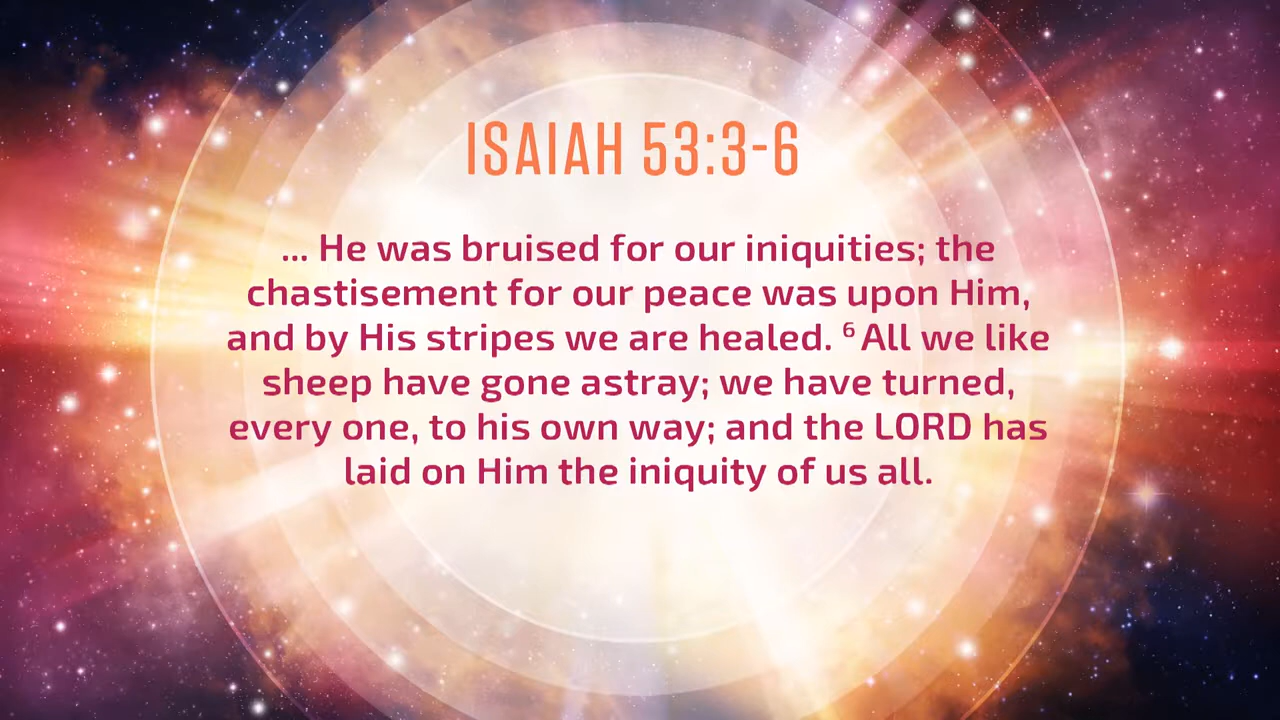 ISAIAH 53:3-6
... He was bruised for our iniquities; the
chastisement for our peace was upon Him,
and by His stripes we are healed. ⁶ All we like
sheep have gone astray; we have turned,
every one, to his own way; and the LORD has
laid on Him the iniquity of us all.